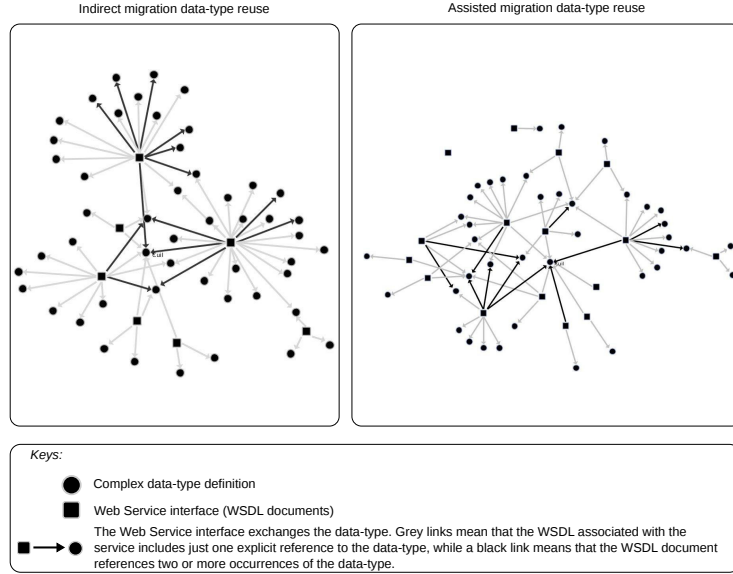 Indirect migration data-type reuse
Assisted migration data-type reuse
Cuil
Keys:
Complex data-type definition
Web Service interface (WSDL documents)
The Web Service interface exchanges the data-type. Grey links mean that the WSDL associated with the
service includes just one explicit reference to the data-type, while a black link means that the WSDL document
references two or more occurrences of the data-type.